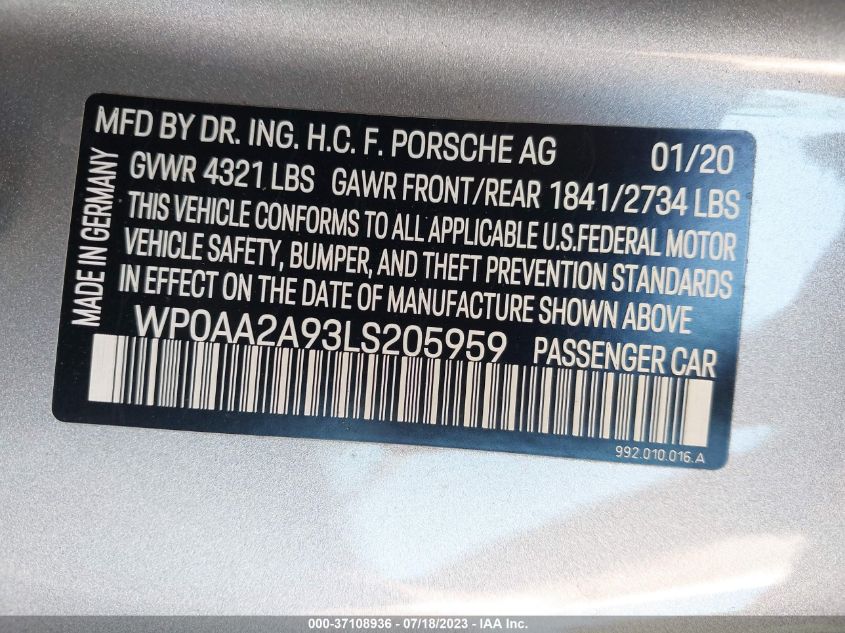 MFD BY DR. ING. H.C. F. PORSCHE AG 01/20
GVWR 4321 LBS GAWR FRONT/REAR 1841/2734 LBS
THIS VEHICLE CONFORMS TO ALL APPLICABLE U.S.FEDERAL MOTOR
VEHICLE SAFETY, BUMPER, AND THEFT PREVENTION STANDARDS
IN EFFECT ON THE DATE OF MANUFACTURE SHOWN ABOVE
WP0AA2A93LS205959 PASSENGER CAR
MADE IN GERMANY
992.010.016.A
000-37108936 - 07/18/2023 - IAA Inc.